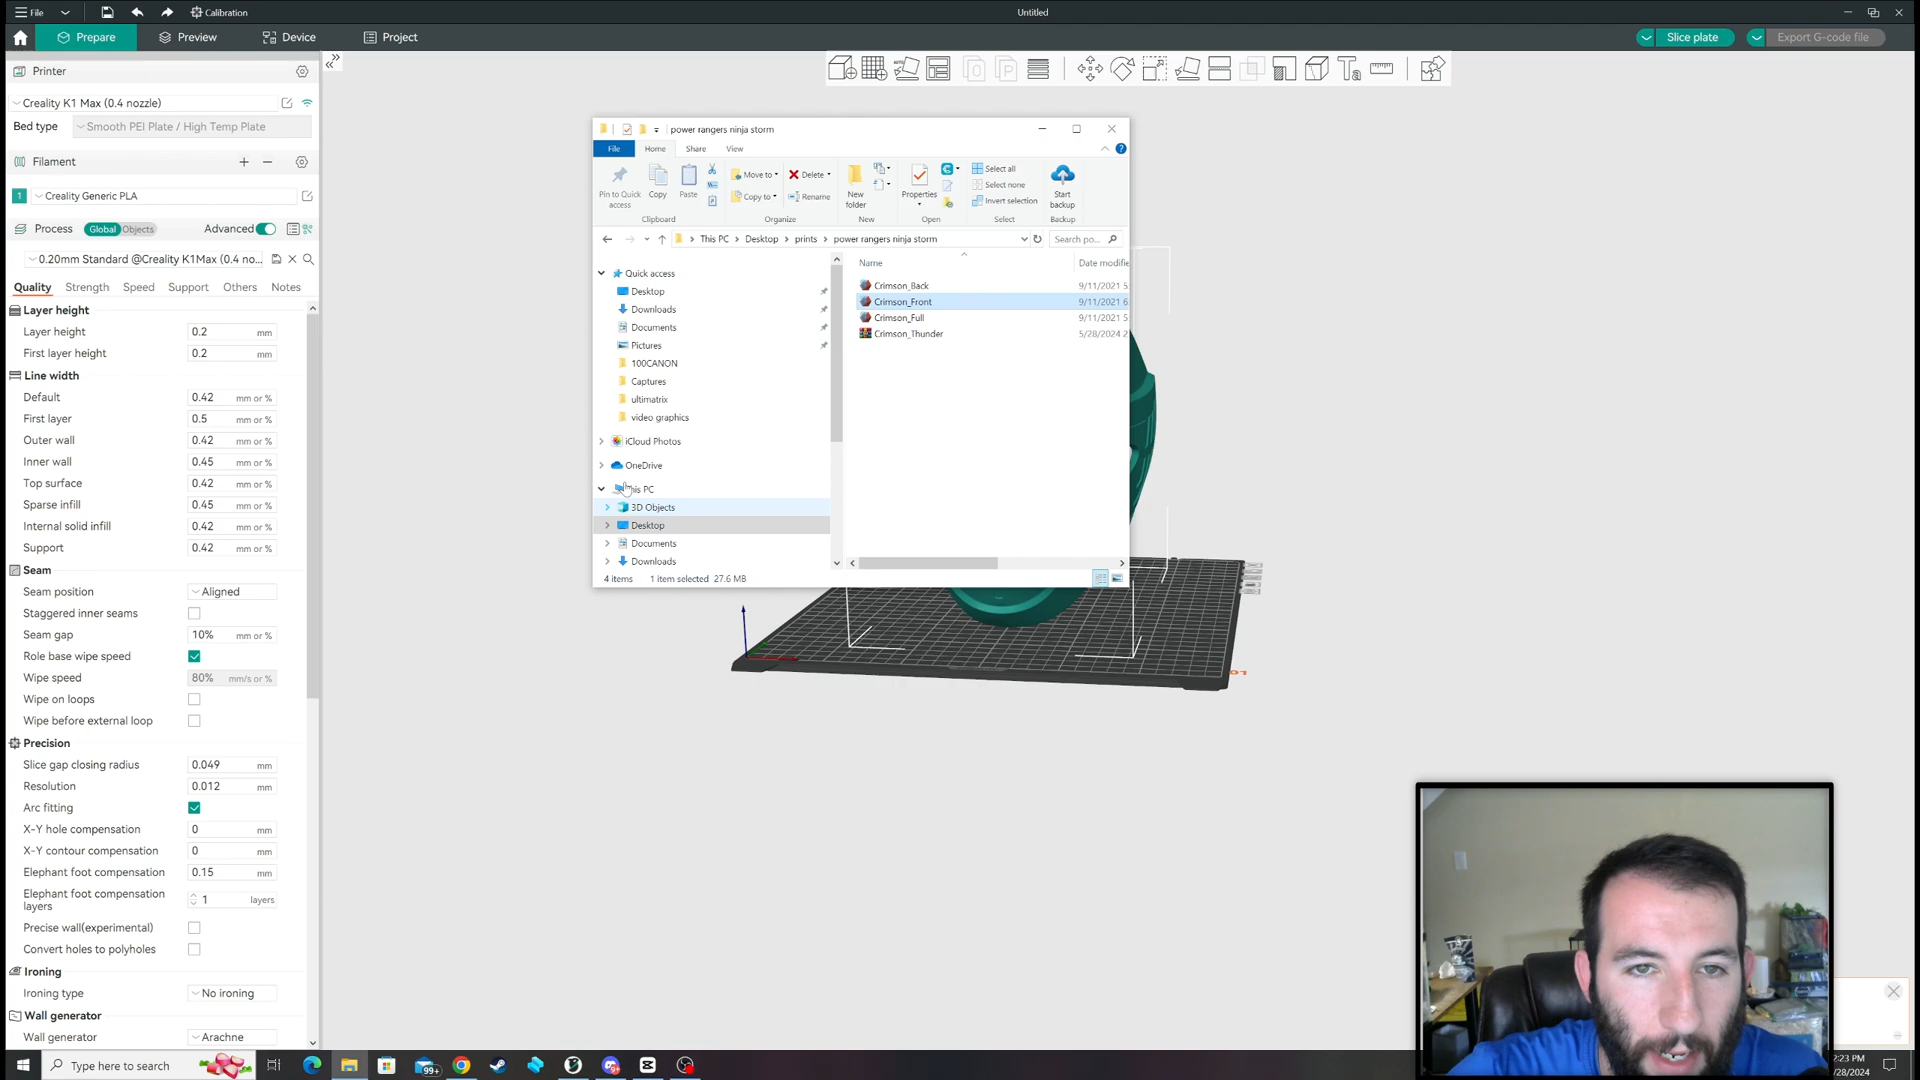 File
Calibration
Untitled
Prepare
Preview
Device
Project
Slice plate
Export G-code file
Printer
Creality K1 Max (0.4 nozzle)
Bed type
Smooth PEI Plate / High Temp Plate
Filament
1
Creality Generic PLA
Process
Global
Objects
Advanced
0.20mm Standard @Creality K1Max (0.4 no...
Quality
Strength
Speed
Support
Others
Notes
Layer height
Layer height 0.2 mm
First layer height 0.2 mm
Line width
Default 0.42 mm or %
First layer 0.5 mm or %
Outer wall 0.42 mm or %
Inner wall 0.45 mm or %
Top surface 0.42 mm or %
Sparse infill 0.45 mm or %
Internal solid infill 0.42 mm or %
Support 0.42 mm or %
Seam
Seam position Aligned
Staggered inner seams
Seam gap 10% mm or %
Role base wipe speed
Wipe speed 80% mm/s or %
Wipe on loops
Wipe before external loop
Precision
Slice gap closing radius 0.049 mm
Resolution 0.012 mm
Arc fitting
X-Y hole compensation 0 mm
X-Y contour compensation 0 mm
Elephant foot compensation 0.15 mm
Elephant foot compensation
layers 1 layers
Precise wall(experimental)
Convert holes to polyholes
Ironing
Ironing type No ironing
Wall generator
Wall generator Arachne
power rangers ninja storm
File
Home
Share
View
Pin to Quick
access
Copy
Paste
Clipboard
Move to
Copy to
Delete
Rename
Organize
New
folder
New
Properties
Open
Select all
Select none
Invert selection
Select
Start
backup
Backup
This PC
Desktop
prints
power rangers ninja storm
Search po...
Quick access
Desktop
Downloads
Documents
Pictures
100CANON
Captures
ultimatrix
video graphics
iCloud Photos
OneDrive
This PC
3D Objects
Desktop
Documents
Downloads
Name
Date modifie
Crimson_Back 9/11/2021 5
Crimson_Front 9/11/2021 6
Crimson_Full 9/11/2021 5
Crimson_Thunder 5/28/2024 2
4 items
1 item selected 27.6 MB
01
Type here to search
99+
2:23 PM
/28/2024